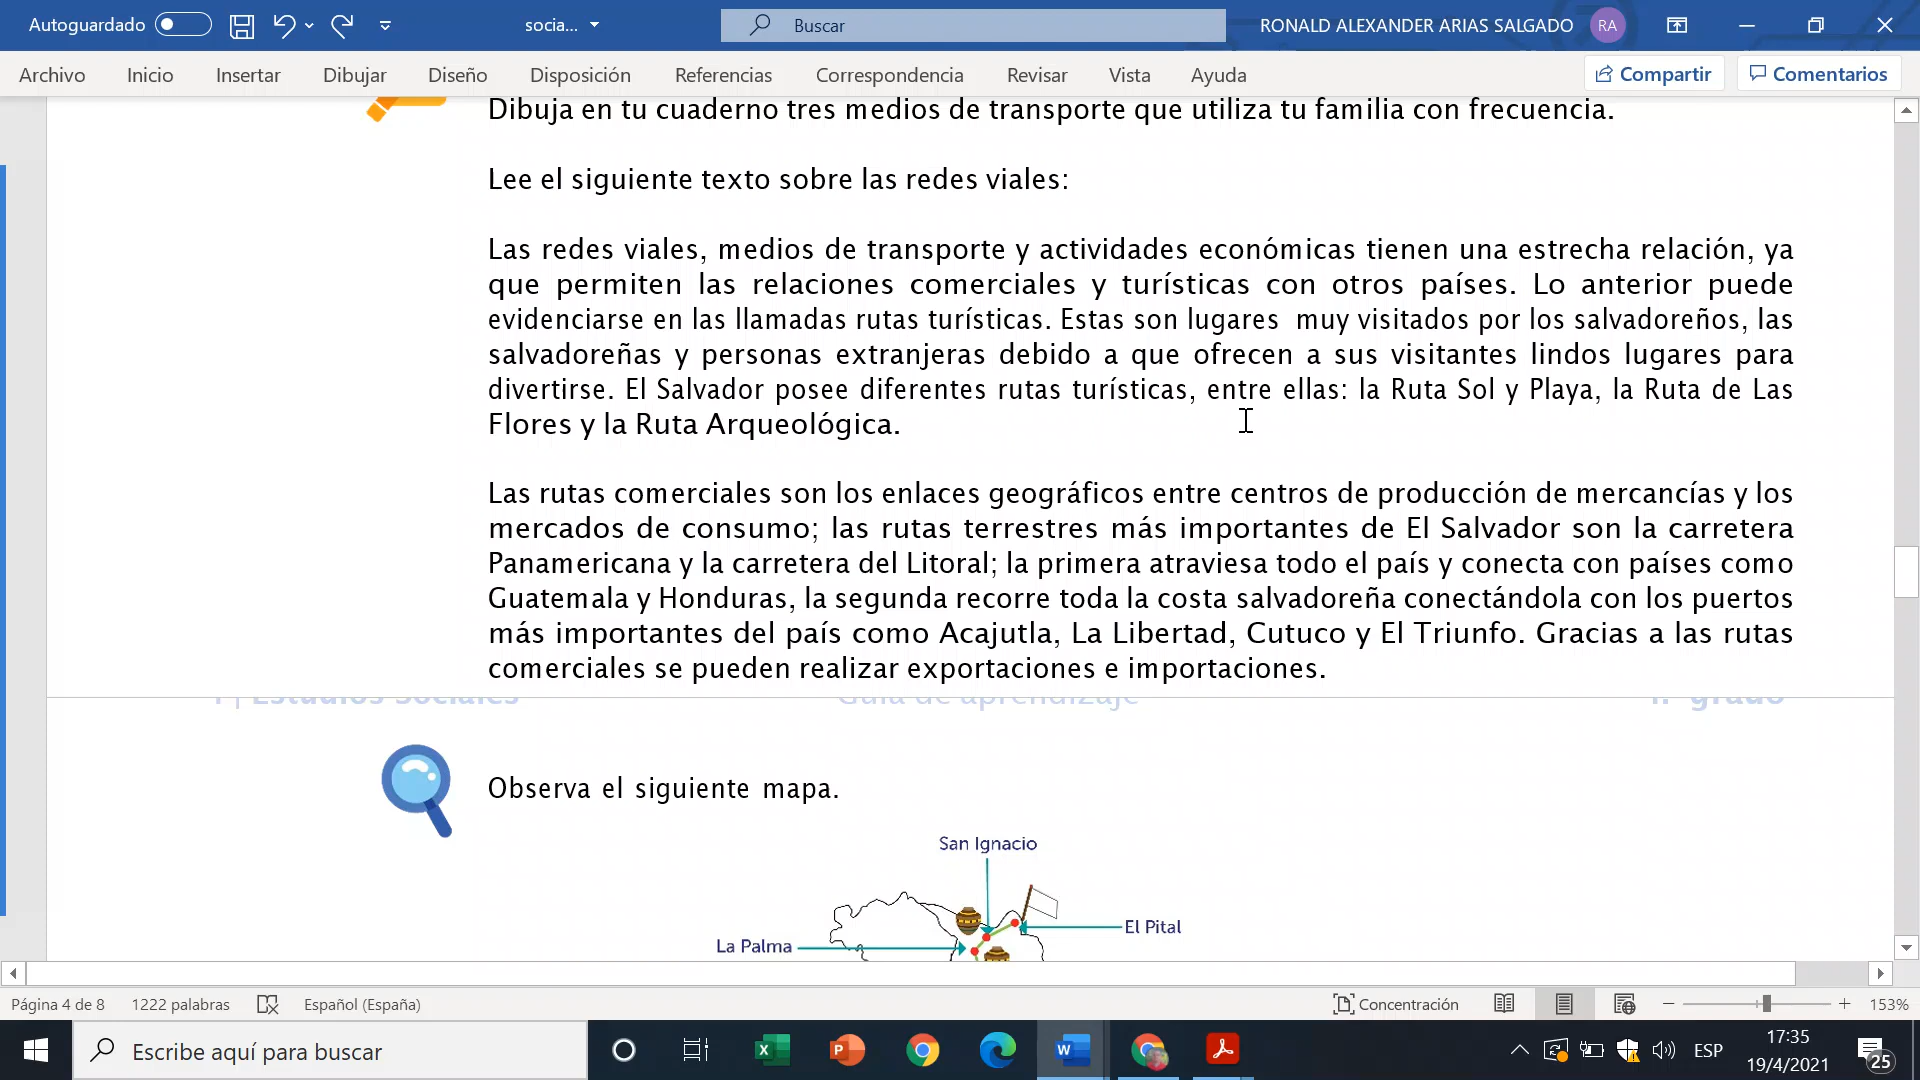 Autoguardado
socia...
Buscar
RONALD ALEXANDER ARIAS SALGADO
RA
Archivo Inicio Insertar Dibujar Diseño Disposición Referencias Correspondencia Revisar Vista Ayuda
Compartir Comentarios
Dibuja en tu cuaderno tres medios de transporte que utiliza tu familia con frecuencia.
Lee el siguiente texto sobre las redes viales:
Las redes viales, medios de transporte y actividades económicas tienen una estrecha relación, ya
que permiten las relaciones comerciales y turísticas con otros países. Lo anterior puede
evidenciarse en las llamadas rutas turísticas. Estas son lugares muy visitados por los salvadoreños, las
salvadoreñas y personas extranjeras debido a que ofrecen a sus visitantes lindos lugares para
divertirse. El Salvador posee diferentes rutas turísticas, entre ellas: la Ruta Sol y Playa, la Ruta de Las
Flores y la Ruta Arqueológica.
Las rutas comerciales son los enlaces geográficos entre centros de producción de mercancías y los
mercados de consumo; las rutas terrestres más importantes de El Salvador son la carretera
Panamericana y la carretera del Litoral; la primera atraviesa todo el país y conecta con países como
Guatemala y Honduras, la segunda recorre toda la costa salvadoreña conectándola con los puertos
más importantes del país como Acajutla, La Libertad, Cutuco y El Triunfo. Gracias a las rutas
comerciales se pueden realizar exportaciones e importaciones.
| Estudios Sociales Guía de aprendizaje grado
Observa el siguiente mapa.
San Ignacio
El Pital
La Palma
Página 4 de 8 1222 palabras Español (España) Concentración 153%
Escribe aquí para buscar
ESP
17:35
19/4/2021
25